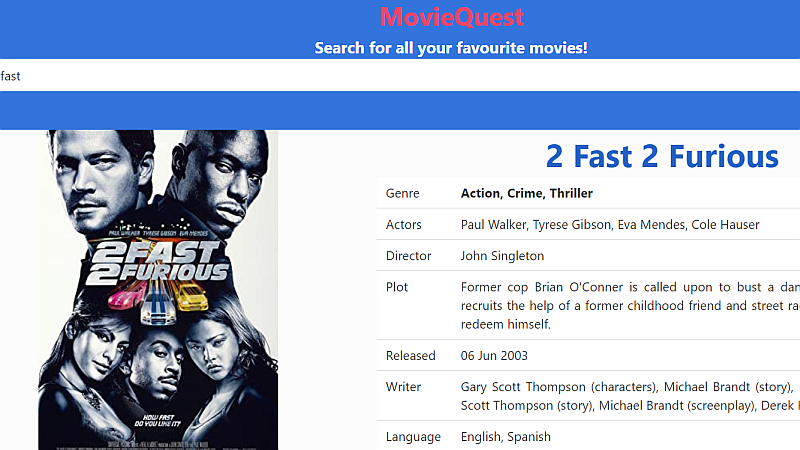 MovieQuest
Search for all your favourite movies!
fast
2 Fast 2 Furious
PAUL WALKER TYRESE GIBSON EVA MENDES
2 FAST
2 FURIOUS
HOW FAST
DO YOU LIKE IT?
Genre Action, Crime, Thriller
Actors Paul Walker, Tyrese Gibson, Eva Mendes, Cole Hauser
Director John Singleton
Plot Former cop Brian O'Conner is called upon to bust a dan
recruits the help of a former childhood friend and street ra
redeem himself.
Released 06 Jun 2003
Writer Gary Scott Thompson (characters), Michael Brandt (story),
Scott Thompson (story), Michael Brandt (screenplay), Derek
Language English, Spanish